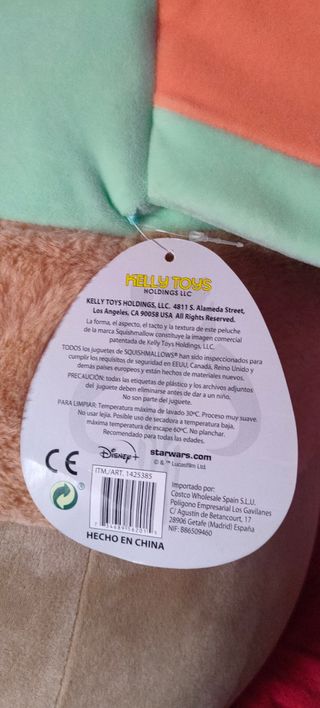 KELLY TOYS
HOLDINGS LLC
KELLY TOYS HOLDINGS, LLC. 4811 S. Alameda Street,
Los Angeles, CA 90058 USA All Rights Reserved.
La forma, el aspecto, el tacto y la textura de este peluche
de la marca Squishmallow constituye la imagen comercial
patentada de Kelly Toys Holdings, LLC.
TODOS los juguetes de SQUISHMALLOWS® han sido inspeccionados para
cumplir los requisitos de seguridad en EEUU, Canadá, Reino Unido y
demás países europeos y están hechos de materiales nuevos.
PRECAUCIÓN: todas las etiquetas de plástico y los archivos adjuntos
del juguete deben eliminarse antes de dar a un niño.
No son parte del juguete.
PARA LIMPIAR: Temperatura máxima de lavado 30ºC. Proceso muy suave.
No usar lejía. Posible uso de secadora a temperatura baja,
máxima temperatura de escape 60ºC. No planchar.
Recomendado para todas las edades.
CE
Disney+
starwars.com
© & ™ Lucasfilm Ltd.
ITM./ART. 1425385
HECHO EN CHINA
Importado por:
Costco Wholesale Spain S.L.U.
Polígono Empresarial Los Gavilanes
C/ Agustín de Betancourt, 17
28906 Getafe (Madrid) España
NIF: B86509460